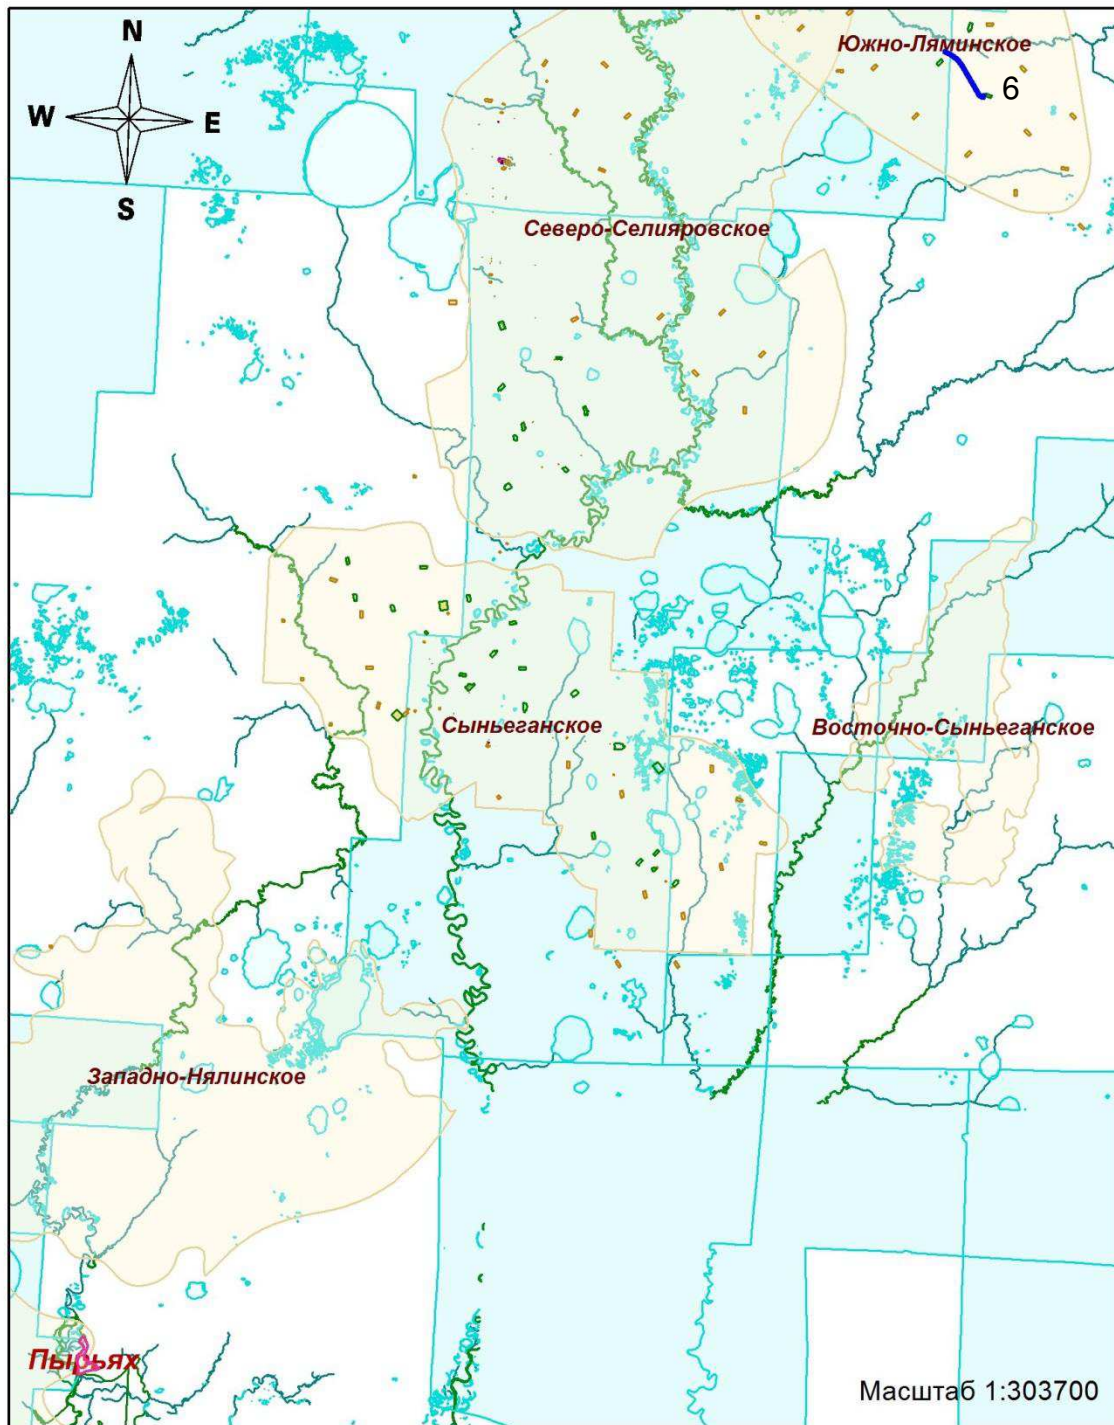 N
Южно-Ляминское
6
W
E
S
Северо-Селияровское
Сыньеганское
Восточно-Сыньеганское
Западно-Нялинское
Пырьях
Масштаб 1:303700